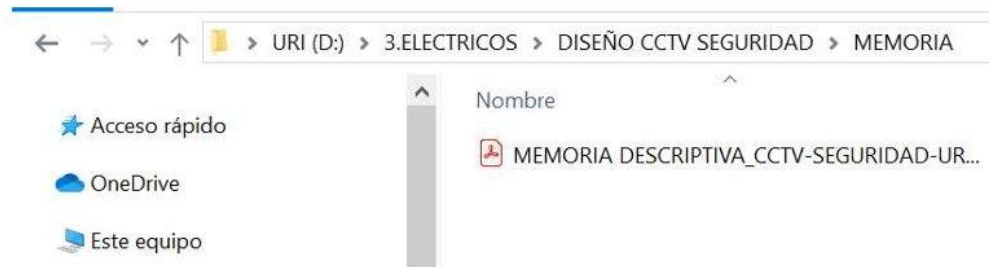 URI (D:) > 3.ELECTRICOS > DISEÑO CCTV SEGURIDAD > MEMORIA
Nombre
Acceso rápido
MEMORIA DESCRIPTIVA_CCTV-SEGURIDAD-UR...
OneDrive
Este equipo